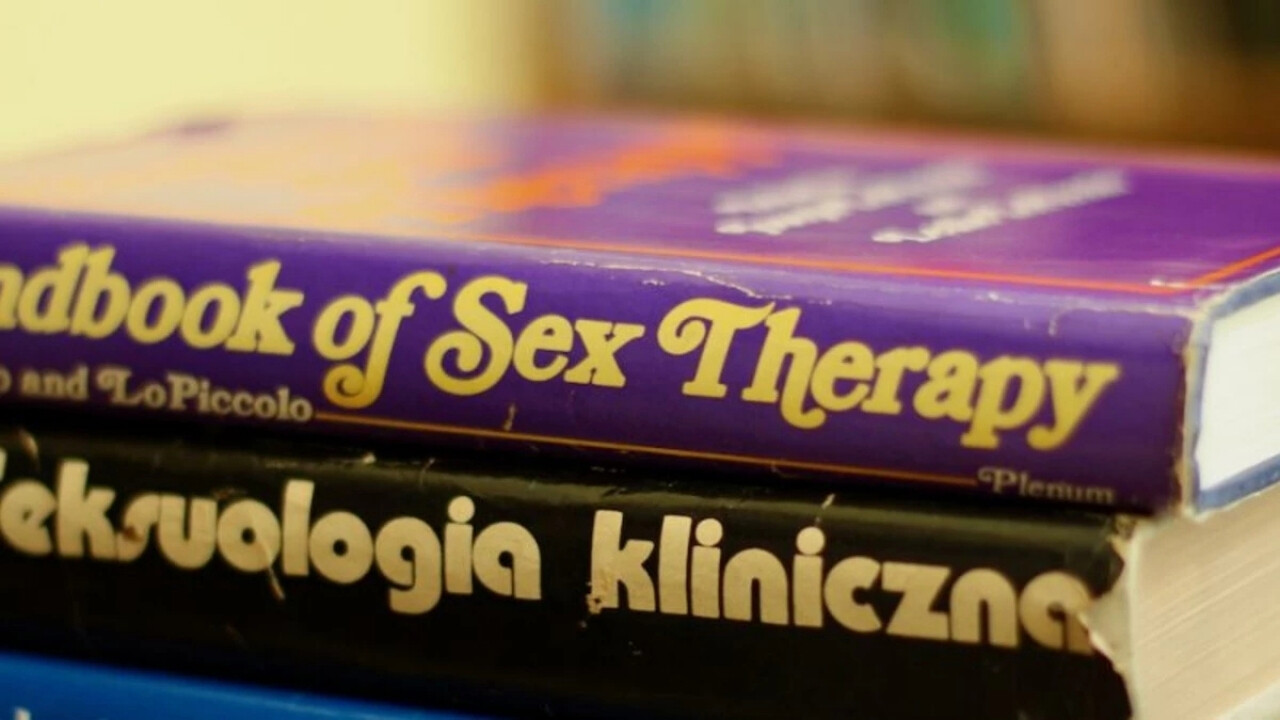 ndbook of Sex Therapy
o and LoPiccolo
Plenum
eksuologia kliniczna